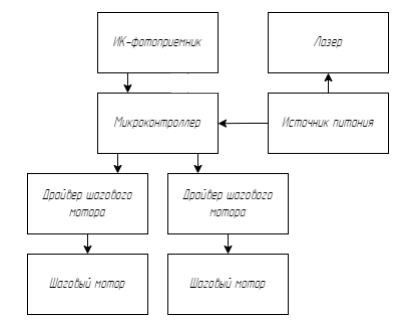 ИК-фотоприемник
Лазер
Микроконтроллер
Источник питания
Драйвер шагового
мотора
Драйвер шагового
мотора
Шаговый мотор
Шаговый мотор